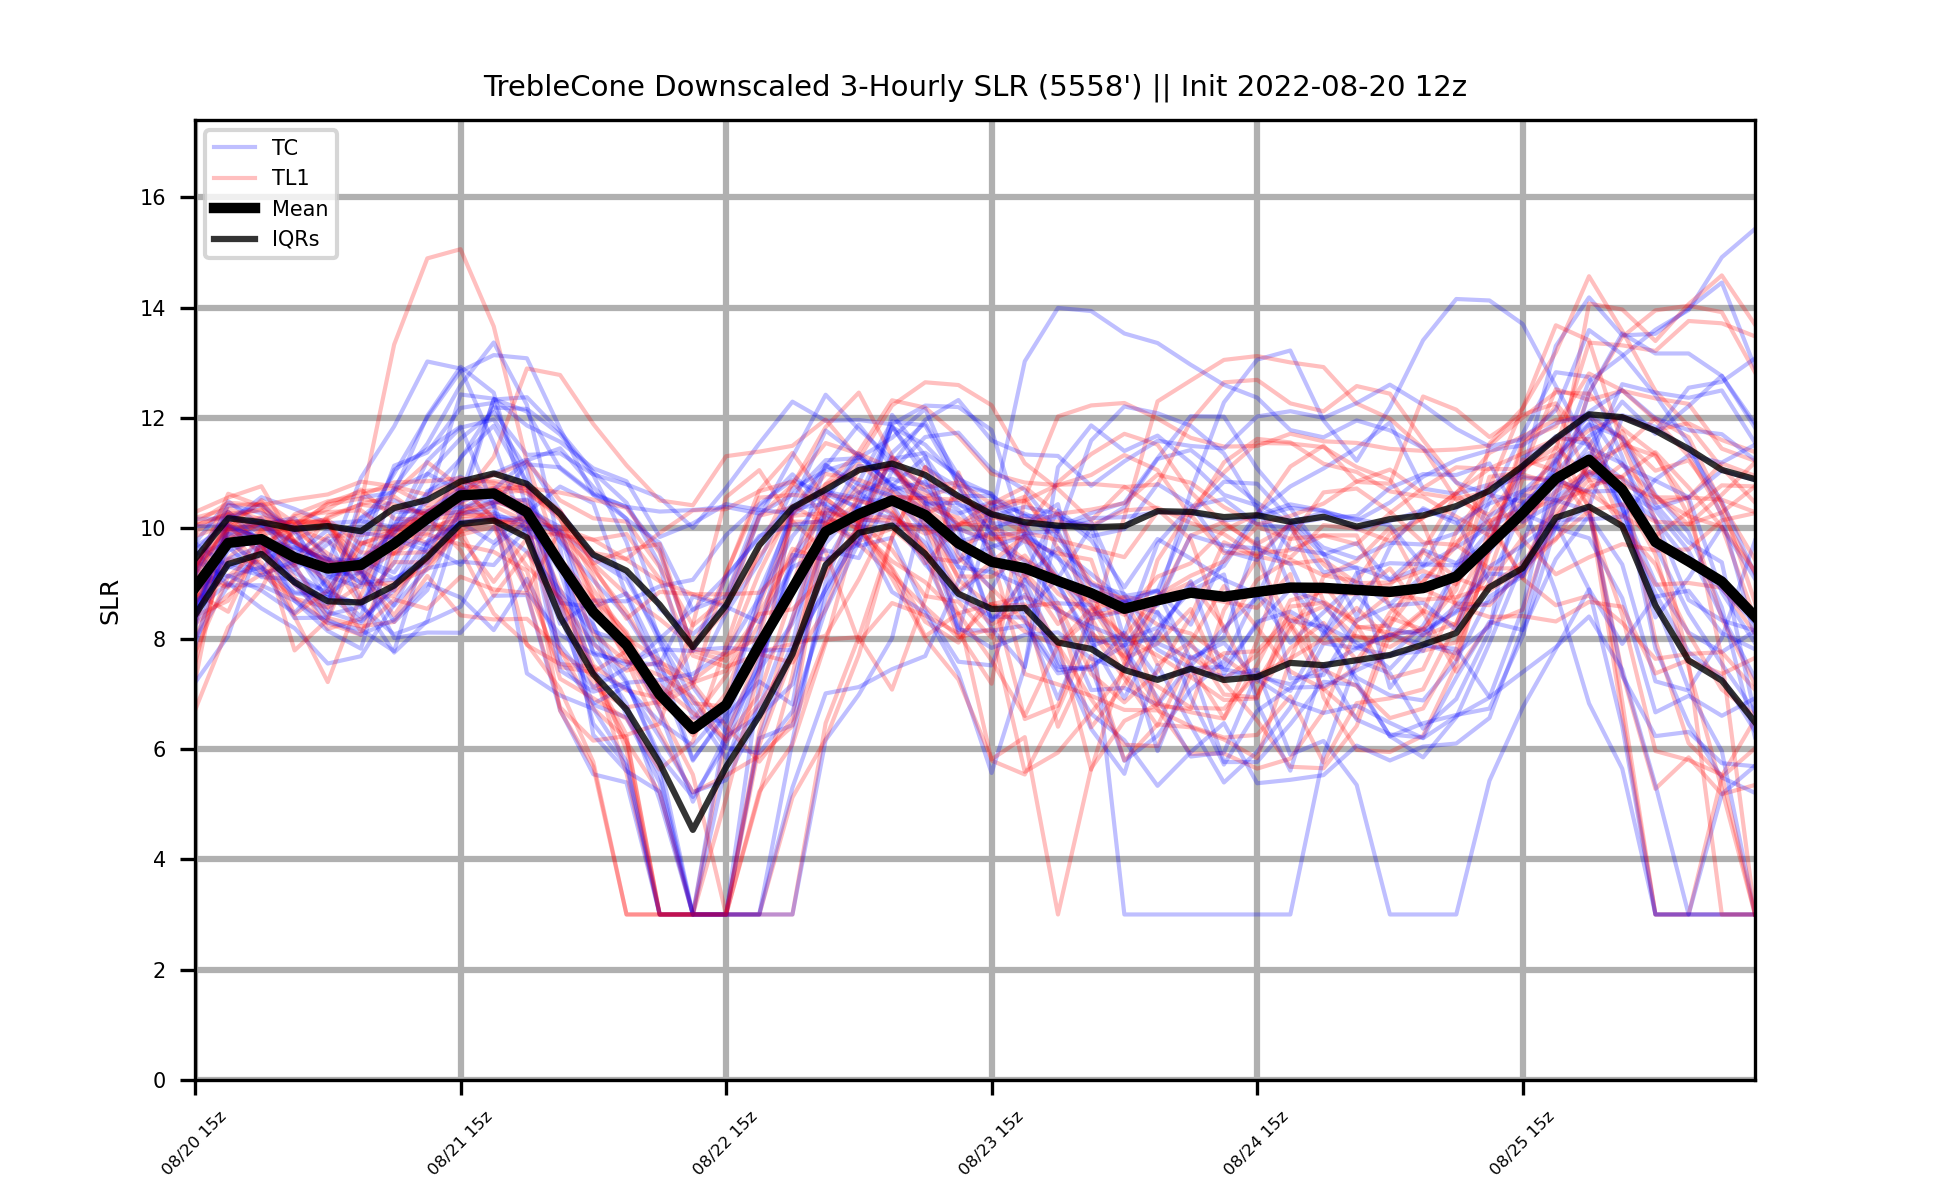 TrebleCone Downscaled 3-Hourly SLR (5558') || Init 2022-08-20 12z
TC
TL1
Mean
IQRs
SLR
16
14
12
10
8
6
4
2
0
08/20 15z
08/21 15z
08/22 15z
08/23 15z
08/24 15z
08/25 15z